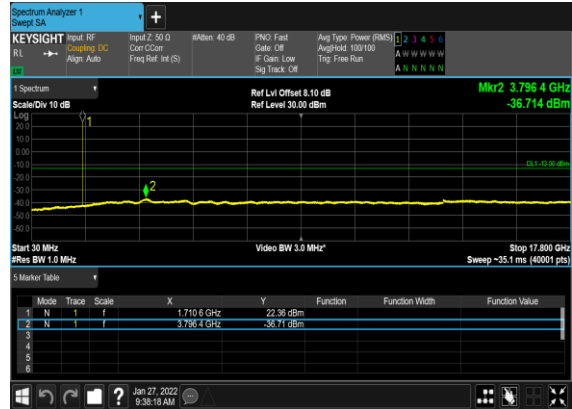 Spectrum Analyzer 1
Swept SA
+
KEYSIGHT Input: RF Input Z: 50 Ω #Atten: 40 dB PNO: Fast Avg Type: Power (RMS) 1 2 3 4 5 6
RL Coupling: DC Corr CCorr Gate: Off Avg|Hold: 100/100 A W W W W W
Align: Auto Freq Ref: Int (S) IF Gain: Low Trig: Free Run
Sig Track: Off A N N N N N
1 Spectrum Ref Lvl Offset 8.10 dB Mkr2 3.796 4 GHz
Scale/Div 10 dB Ref Level 30.00 dBm -36.714 dBm
Log
1
20.0
10.0
0.00
-10.0 DL1 -13.00 dBm
-20.0
-30.0 2
-40.0
-50.0
-60.0
Start 30 MHz Video BW 3.0 MHz* Stop 17.800 GHz
#Res BW 1.0 MHz Sweep ~35.1 ms (40001 pts)
5 Marker Table
Mode Trace Scale X Y Function Function Width Function Value
1 N 1 f 1.710 6 GHz 22.36 dBm
2 N 1 f 3.796 4 GHz -36.71 dBm
3
4
5
6
? Jan 27, 2022
9:38:18 AM